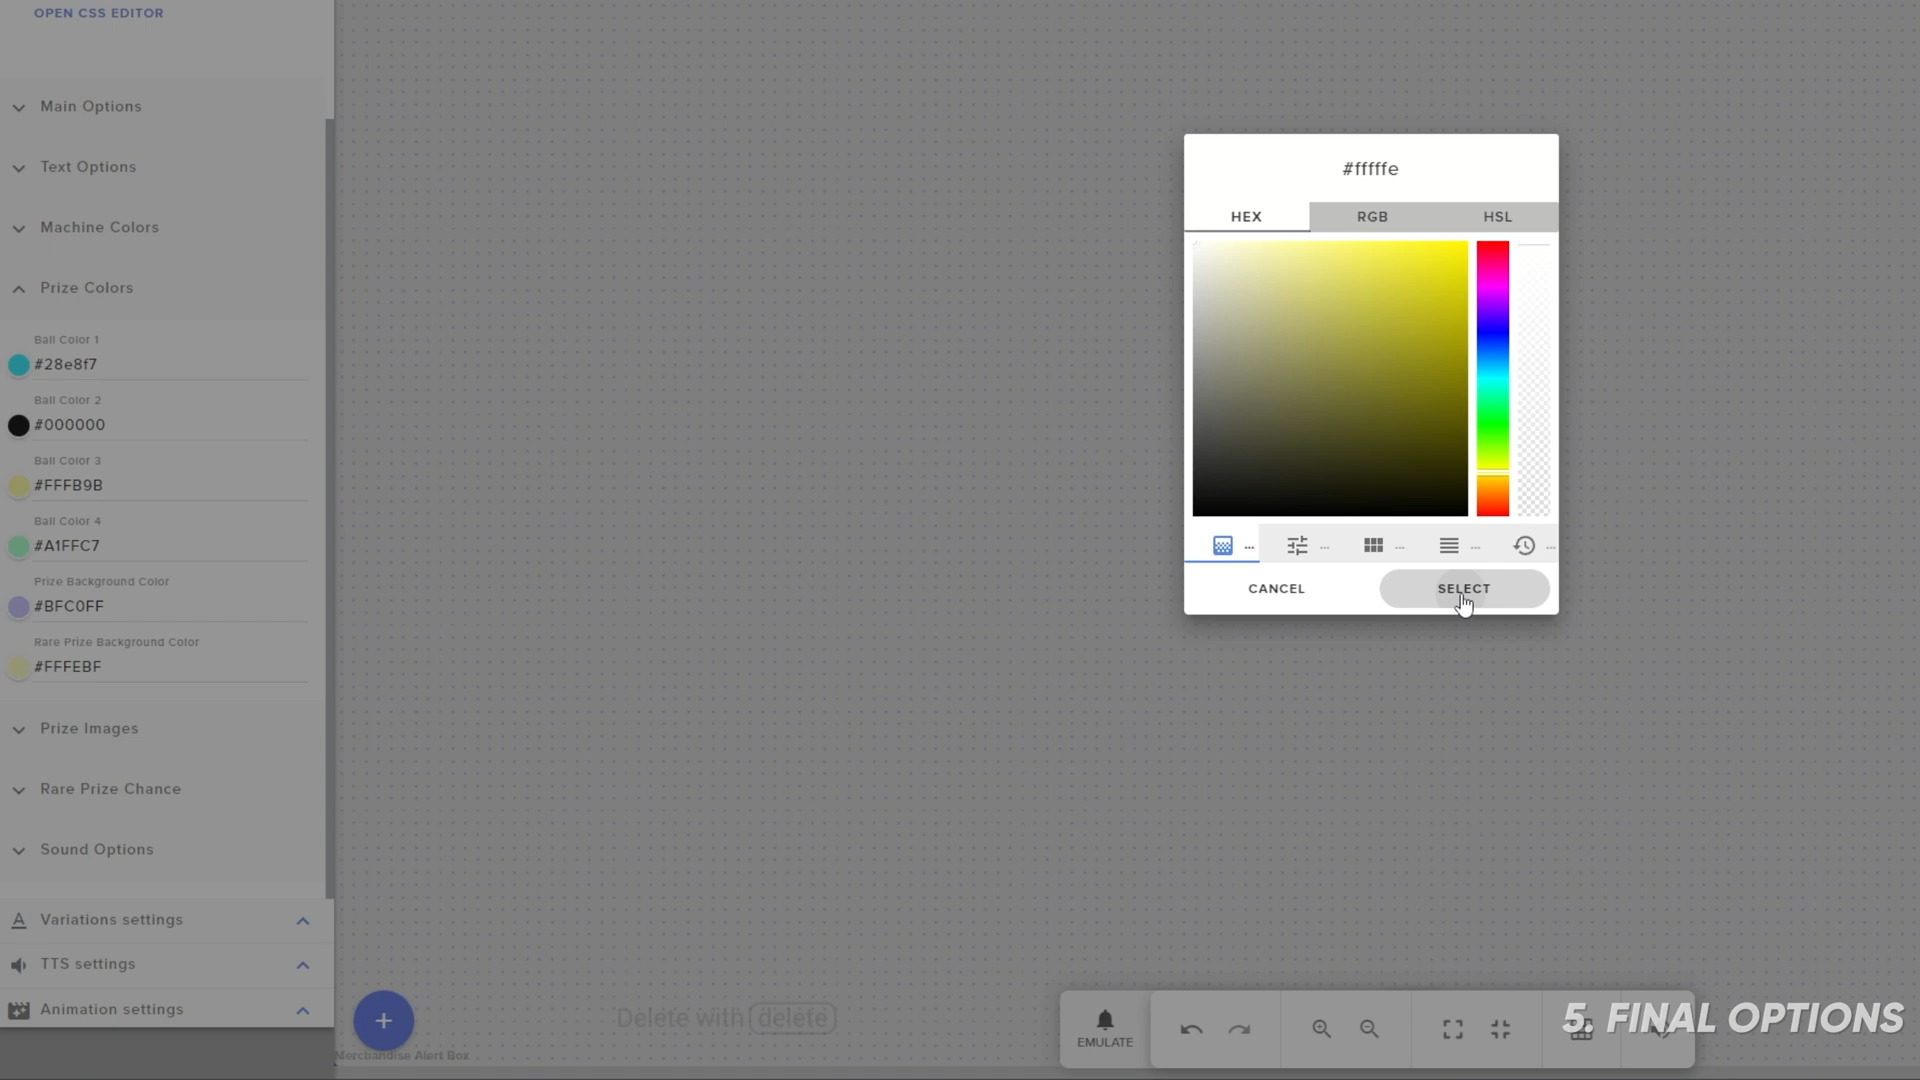 OPEN CSS EDITOR
Main Options
Text Options
Machine Colors
Prize Colors
Ball Color 1
#28e8f7
Ball Color 2
#000000
Ball Color 3
#FFFB9B
Ball Color 4
#A1FFC7
Prize Background Color
#BFC0FF
Rare Prize Background Color
#FFFEBF
Prize Images
Rare Prize Chance
Sound Options
Variations settings
TTS settings
Animation settings
#fffffe
HEX RGB HSL
... ... ... ... ...
CANCEL SELECT
Delete with delete
Merchandise Alert Box
EMULATE
5. FINAL OPTIONS